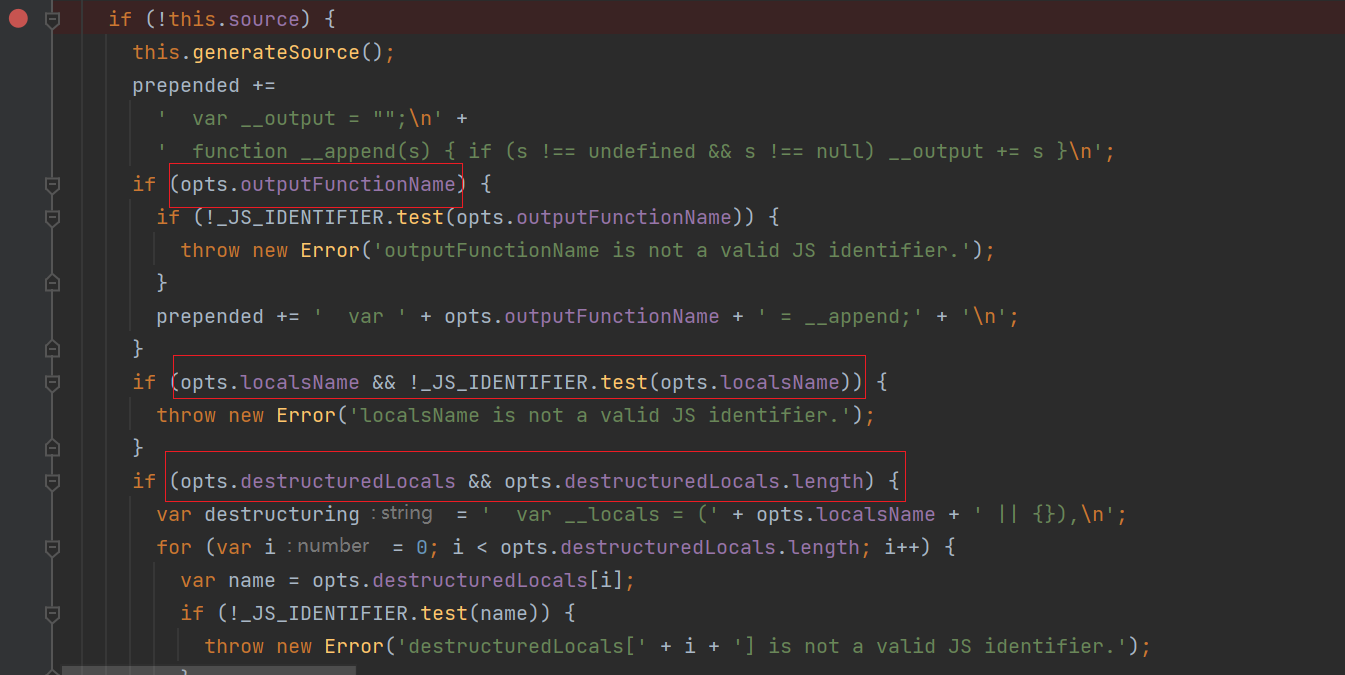 if (!this.source) {
this.generateSource();
prepended +=
'  var __output = "";\n' +
'  function __append(s) { if (s !== undefined && s !== null) __output += s }\n';
if (opts.outputFunctionName) {
if (!_JS_IDENTIFIER.test(opts.outputFunctionName)) {
throw new Error('outputFunctionName is not a valid JS identifier.');
}
prepended += '  var ' + opts.outputFunctionName + ' = __append;' + '\n';
}
if (opts.localsName && !_JS_IDENTIFIER.test(opts.localsName)) {
throw new Error('localsName is not a valid JS identifier.');
}
if (opts.destructuredLocals && opts.destructuredLocals.length) {
var destructuring : string = '  var __locals = (' + opts.localsName + ' || {}),\n';
for (var i : number = 0; i < opts.destructuredLocals.length; i++) {
var name = opts.destructuredLocals[i];
if (!_JS_IDENTIFIER.test(name)) {
throw new Error('destructuredLocals[' + i + '] is not a valid JS identifier.');
}